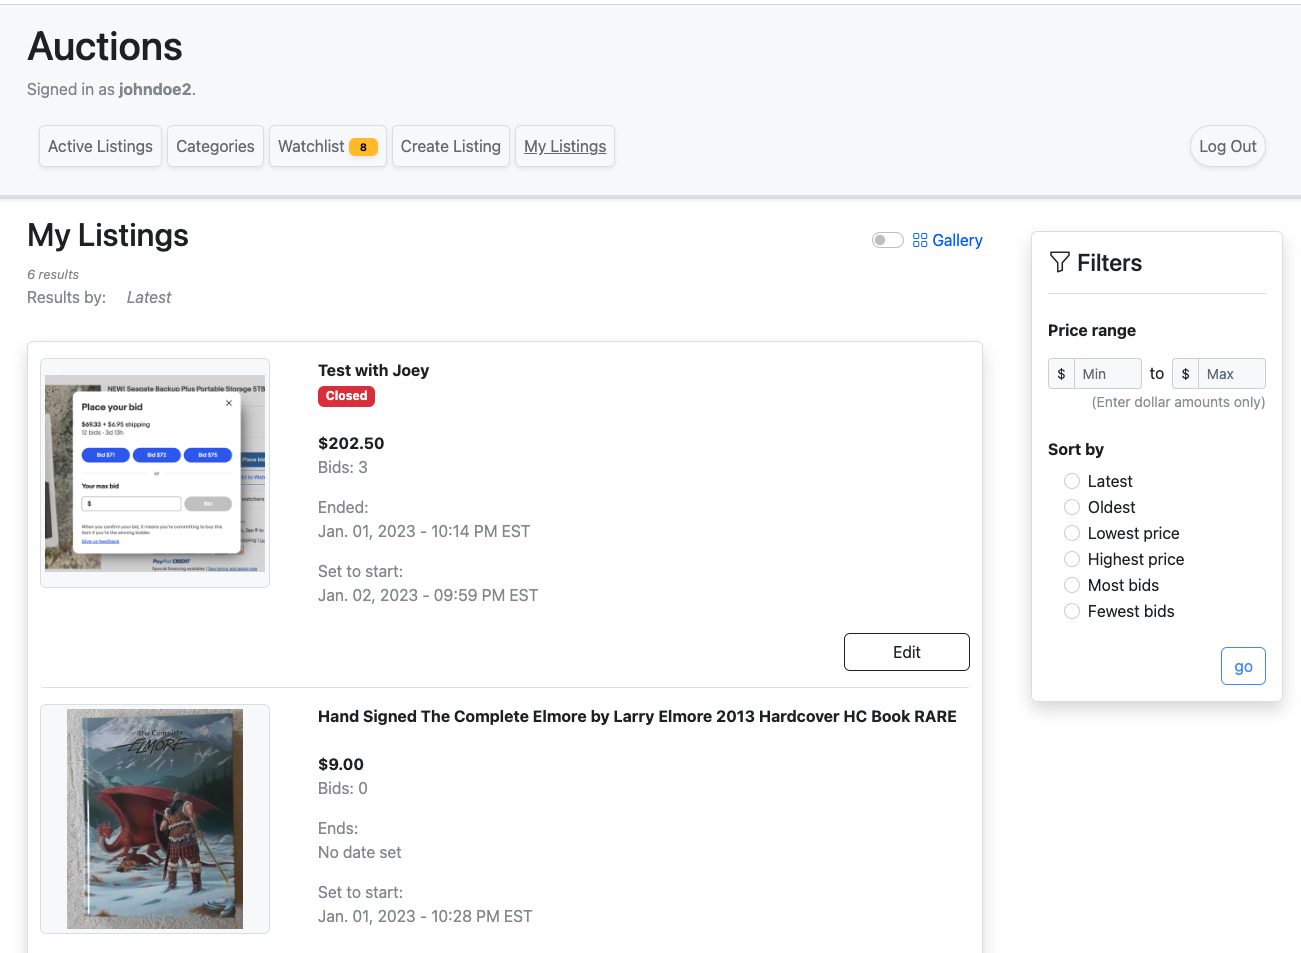 Auctions
Signed in as johndoe2.
Active Listings
Categories
Watchlist 8
Create Listing
My Listings
Log Out
My Listings
Gallery
6 results
Results by: Latest
NEW! Seagate Backup Plus Portable Storage 5TB
Place your bid
$69.33 + $6.95 shipping
12 bids · 3d 13h
Bid $71
Bid $72
Bid $75
or
Your max bid
$
Bid
When you confirm your bid, it means you're committing to buy this
item if you're the winning bidder.
Give us feedback
PayPal CREDIT
Special financing available. | See terms and apply now
Test with Joey
Closed
$202.50
Bids: 3
Ended:
Jan. 01, 2023 - 10:14 PM EST
Set to start:
Jan. 02, 2023 - 09:59 PM EST
Edit
The Complete
ELMORE
Hand Signed The Complete Elmore by Larry Elmore 2013 Hardcover HC Book RARE
$9.00
Bids: 0
Ends:
No date set
Set to start:
Jan. 01, 2023 - 10:28 PM EST
Filters
Price range
$ Min to $ Max
(Enter dollar amounts only)
Sort by
Latest
Oldest
Lowest price
Highest price
Most bids
Fewest bids
go